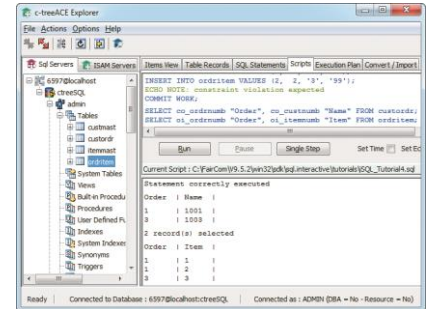 c-treeACE Explorer
File Actions Options Help
Sql Servers
ISAM Servers
Items View
Table Records
SQL Statements
Scripts
Execution Plan
Convert / Import
6597@localhost
ctreeSQL
admin
Tables
custmast
custordr
itemmast
ordritem
System Tables
Views
Built-in Procedu
Procedures
User Defined Fu
Indexes
System Indexes
Synonyms
Triggers
INSERT INTO ordritem VALUES (2, 2, '3', '99');
ECHO NOTE: constraint violation expected
COMMIT WORK;
SELECT co_ordrnumb "Order", co_custnumb "Name" FROM custordr;
SELECT oi_ordrnumb "Order", oi_itemnumb "Item" FROM ordritem;
Run
Pause
Single Step
Set Time
Set Ec
Current Script : C:\FairCom\V9.5.2\win32\sdk\sql.interactive\tutorials\ISQL_Tutorial4.sql
Statement correctly executed
Order | Name |
1 | 1001 |
3 | 1003 |
2 record(s) selected
Order | Item |
1 | 1 |
1 | 2 |
3 | 3 |
Ready
Connected to Database : 6597@localhost:ctreeSQL
Connected as : ADMIN (DBA = No - Resource = No)